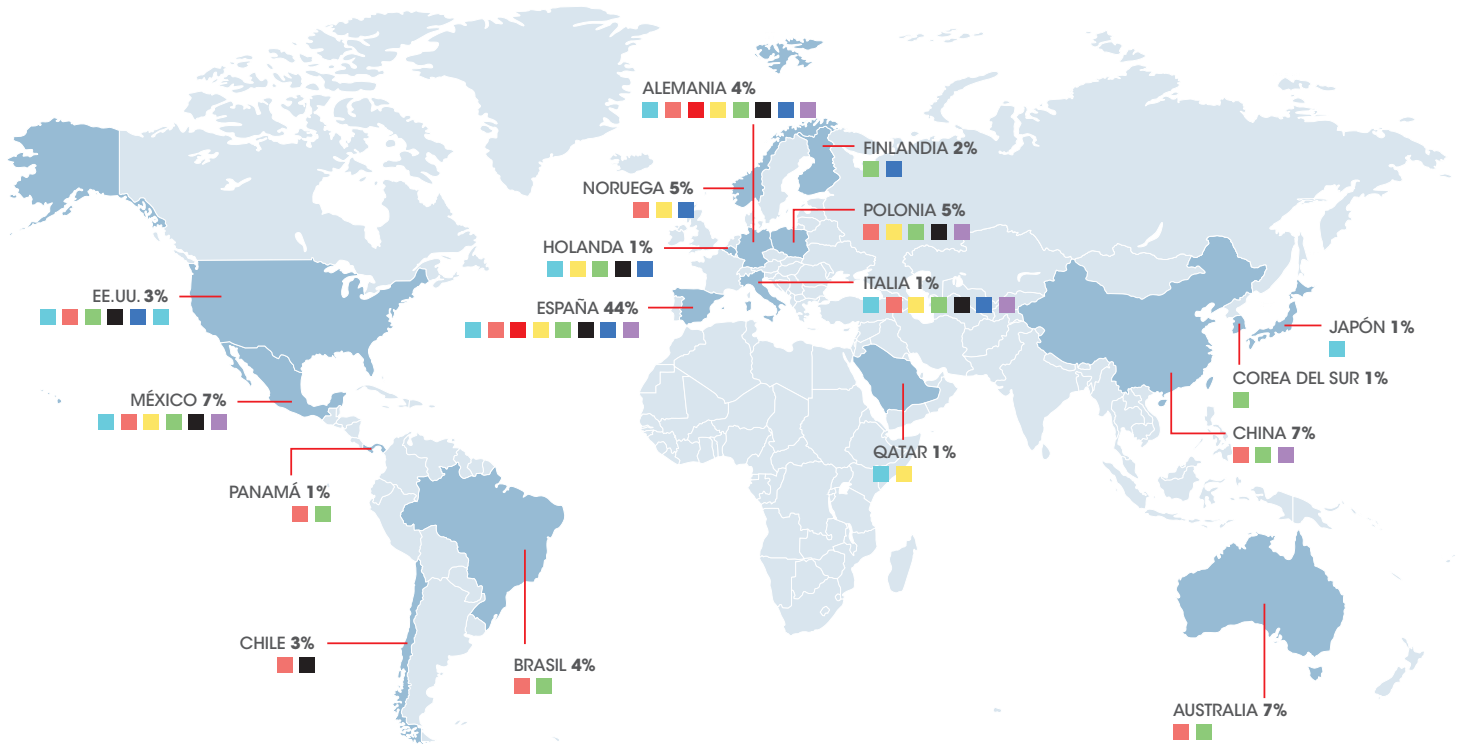 ALEMANIA 4%
FINLANDIA 2%
NORUEGA 5%
POLONIA 5%
HOLANDA 1%
ITALIA 1%
EE.UU. 3%
ESPAÑA 44%
JAPÓN 1%
COREA DEL SUR 1%
MÉXICO 7%
CHINA 7%
QATAR 1%
PANAMÁ 1%
CHILE 3%
BRASIL 4%
AUSTRALIA 7%